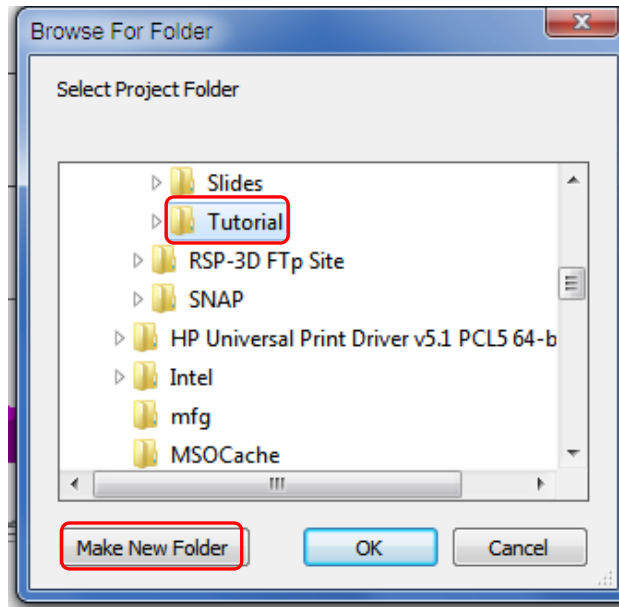 Browse For Folder
Select Project Folder
Slides
Tutorial
RSP-3D FTp Site
SNAP
HP Universal Print Driver v5.1 PCL5 64-b
Intel
mfg
MSOCache
Make New Folder OK Cancel